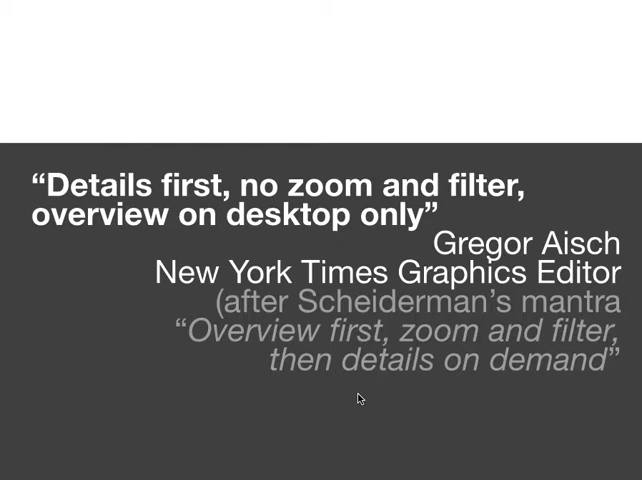 “Details first, no zoom and filter,
overview on desktop only”
Gregor Aisch
New York Times Graphics Editor
(after Scheiderman’s mantra
“Overview first, zoom and filter,
then details on demand”